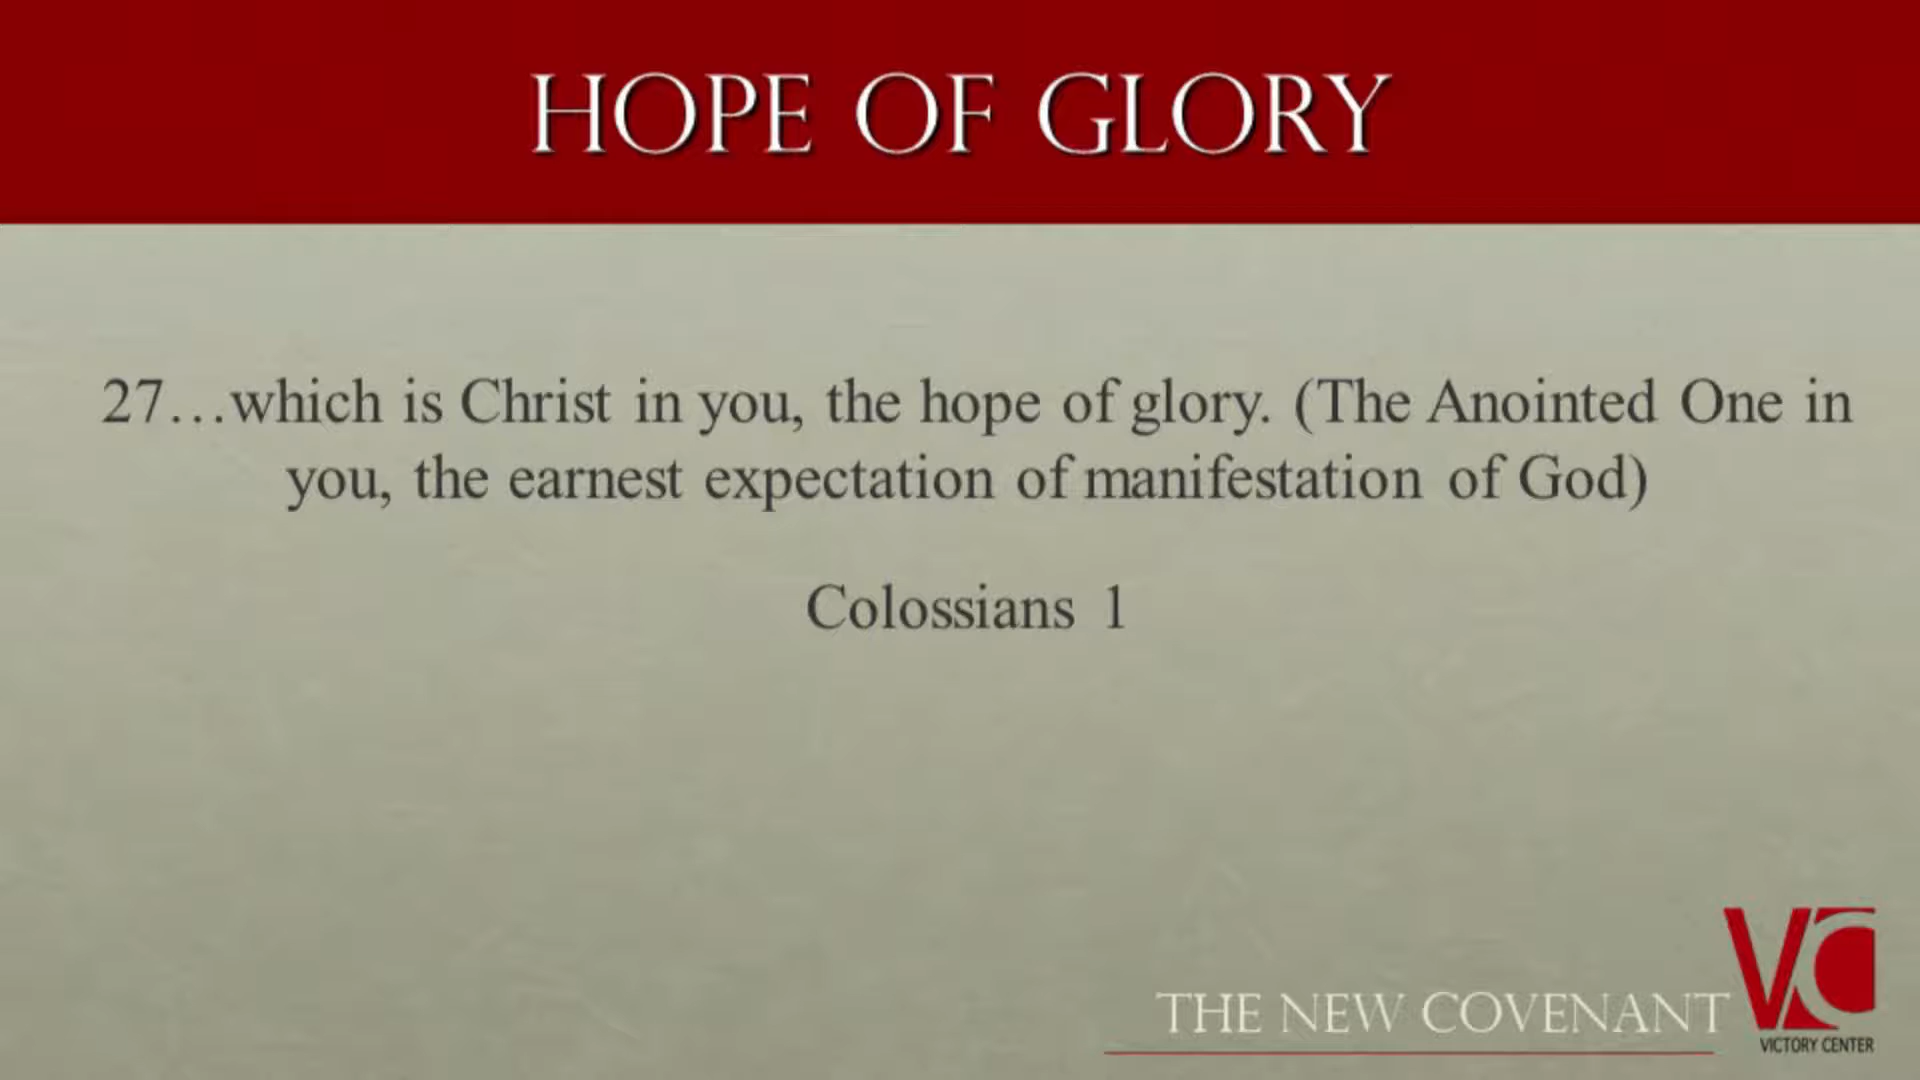 HOPE OF GLORY
27...which is Christ in you, the hope of glory. (The Anointed One in
you, the earnest expectation of manifestation of God)
Colossians 1
THE NEW COVENANT
VC
VICTORY CENTER